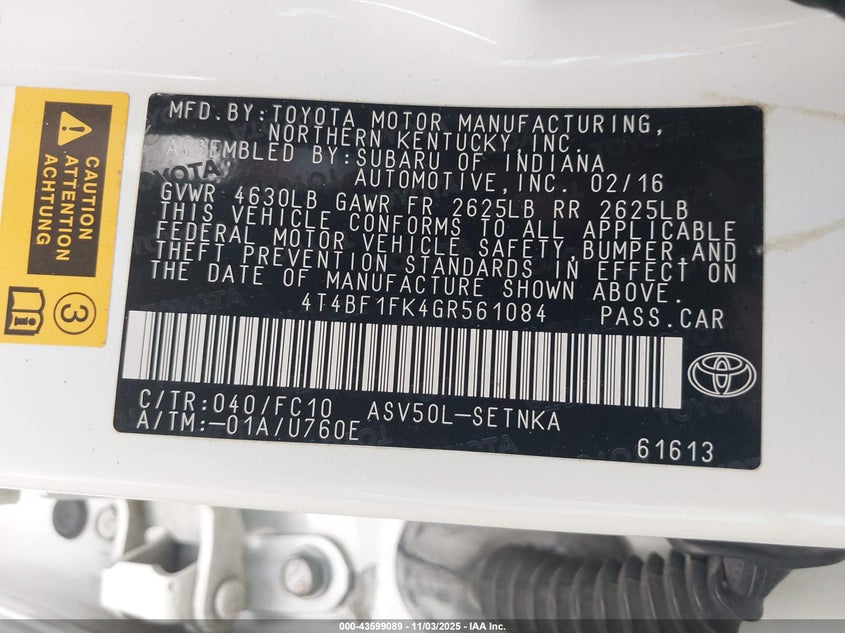 CAUTION
ATTENTION
ACHTUNG
3
MFD.BY:TOYOTA MOTOR MANUFACTURING,
NORTHERN KENTUCKY INC.
ASSEMBLED BY:SUBARU OF INDIANA
AUTOMOTIVE,INC. 02/16
GVWR 4630LB GAWR FR 2625LB RR 2625LB
THIS VEHICLE CONFORMS TO ALL APPLICABLE
FEDERAL MOTOR VEHICLE SAFETY,BUMPER,AND
THEFT PREVENTION STANDARDS IN EFFECT ON
THE DATE OF MANUFACTURE SHOWN ABOVE.
4T4BF1FK4GR561084 PASS.CAR
C/TR:040/FC10 ASV50L-SETNKA
A/TM:-01A/U760E
61613
000-43599089 - 11/03/2025 - IAA Inc.